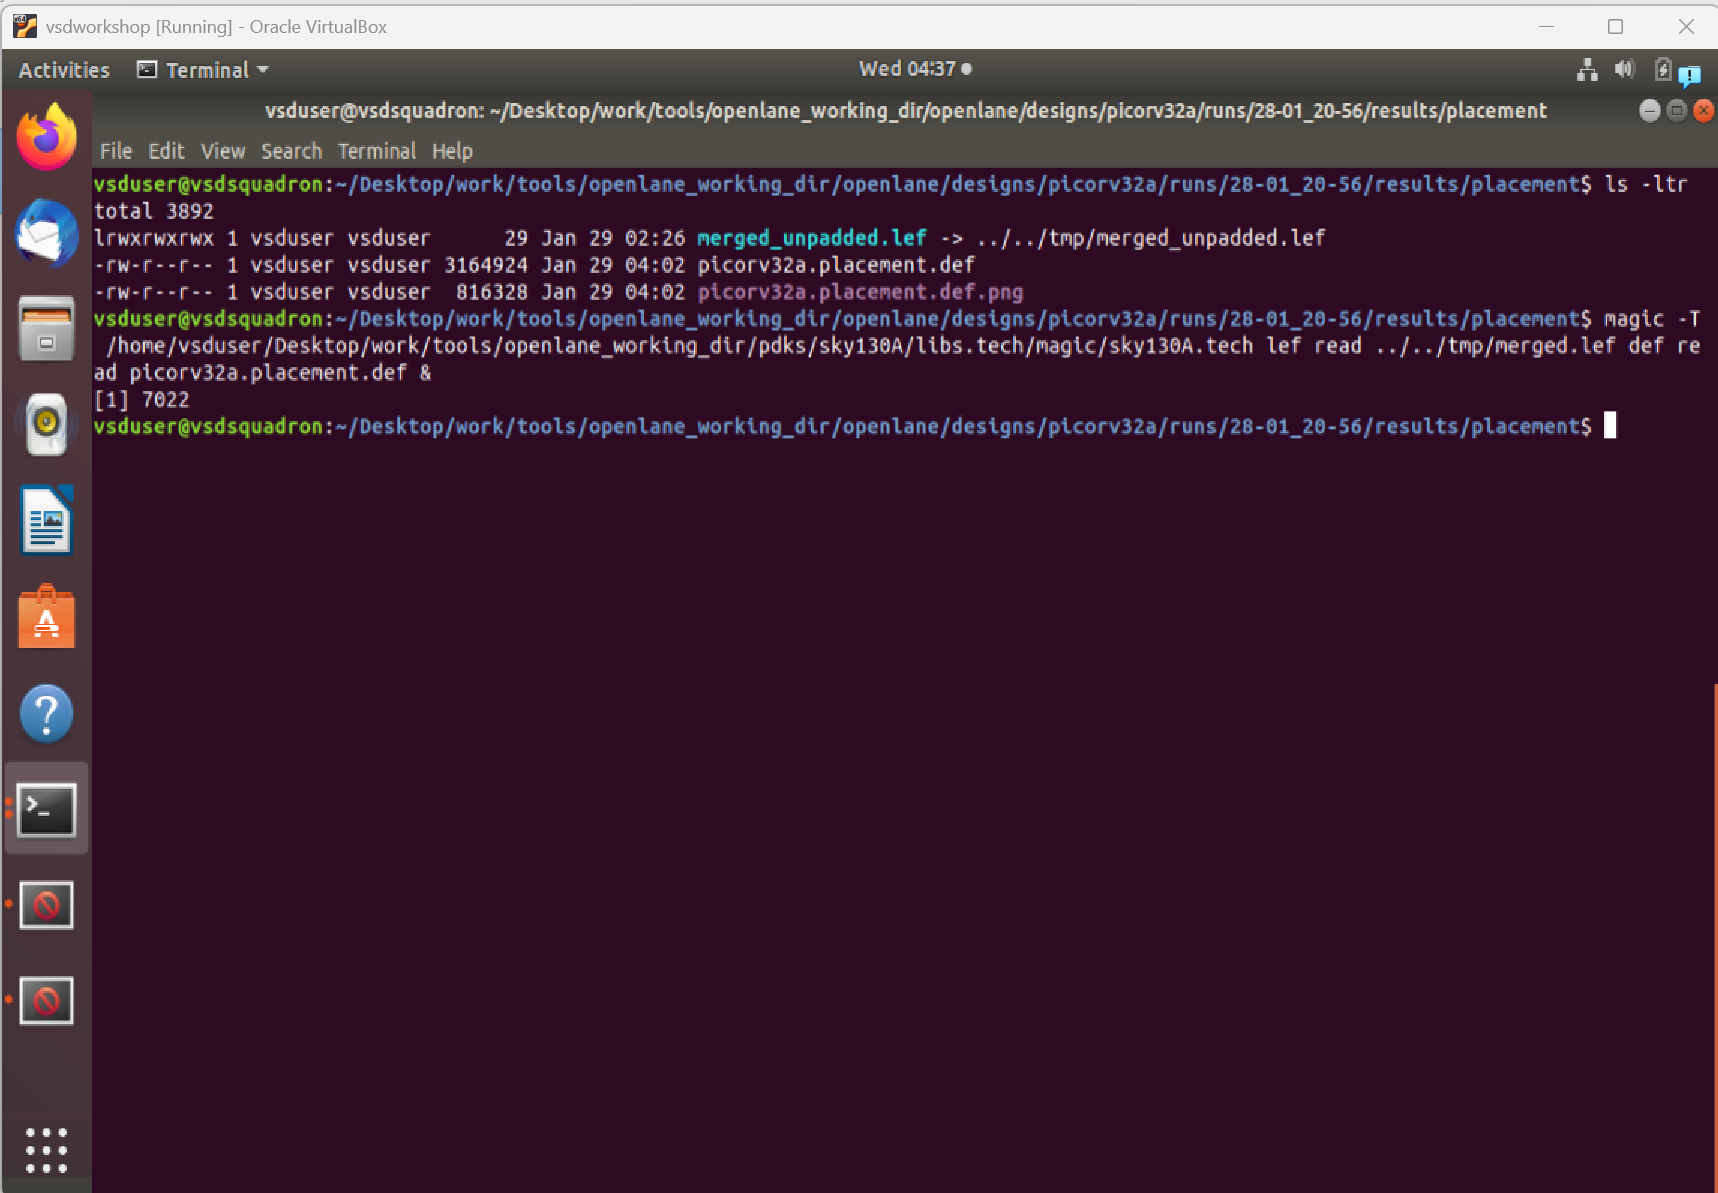 vsdworkshop [Running] - Oracle VirtualBox
Activities Terminal Wed 04:37
vsduser@vsdsquadron: ~/Desktop/work/tools/openlane_working_dir/openlane/designs/picorv32a/runs/28-01_20-56/results/placement
File Edit View Search Terminal Help
vsduser@vsdsquadron:~/Desktop/work/tools/openlane_working_dir/openlane/designs/picorv32a/runs/28-01_20-56/results/placement$ ls -ltr
total 3892
lrwxrwxrwx 1 vsduser vsduser      29 Jan 29 02:26 merged_unpadded.lef -> ../../tmp/merged_unpadded.lef
-rw-r--r-- 1 vsduser vsduser 3164924 Jan 29 04:02 picorv32a.placement.def
-rw-r--r-- 1 vsduser vsduser  816328 Jan 29 04:02 picorv32a.placement.def.png
vsduser@vsdsquadron:~/Desktop/work/tools/openlane_working_dir/openlane/designs/picorv32a/runs/28-01_20-56/results/placement$ magic -T
 /home/vsduser/Desktop/work/tools/openlane_working_dir/pdks/sky130A/libs.tech/magic/sky130A.tech lef read ../../tmp/merged.lef def re
ad picorv32a.placement.def &
[1] 7022
vsduser@vsdsquadron:~/Desktop/work/tools/openlane_working_dir/openlane/designs/picorv32a/runs/28-01_20-56/results/placement$